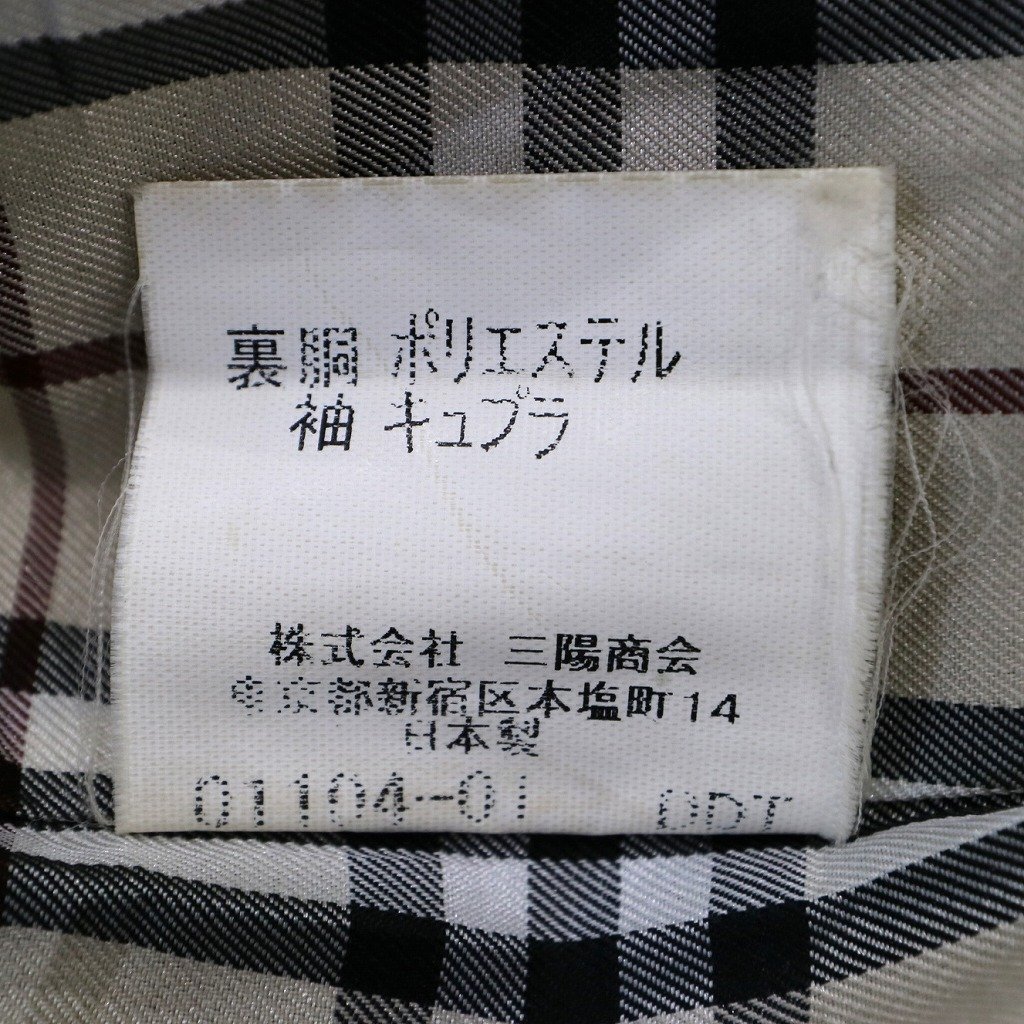 裏胴 ポリエステル
袖 キュプラ
株式会社 三陽商会
東京都新宿区本塩町14
日本製
01104-01